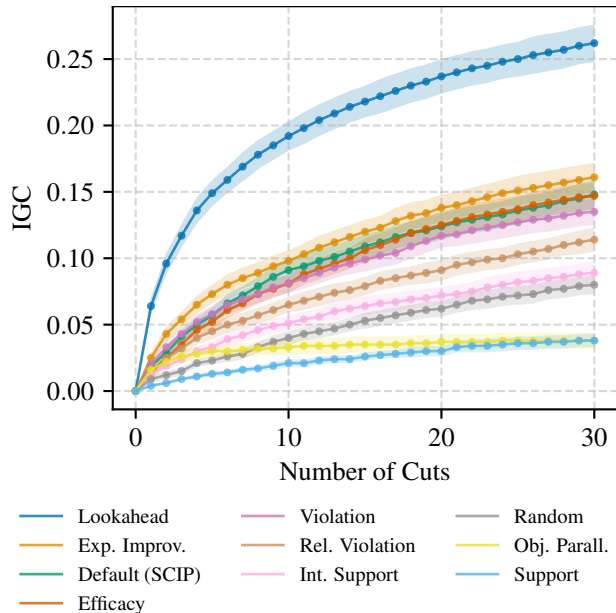 0.25
0.20
0.15
0.10
0.05
0.00
IGC
0 10 20 30
Number of Cuts
Lookahead Violation Random
Exp. Improv. Rel. Violation Obj. Parall.
Default (SCIP) Int. Support Support
Efficacy